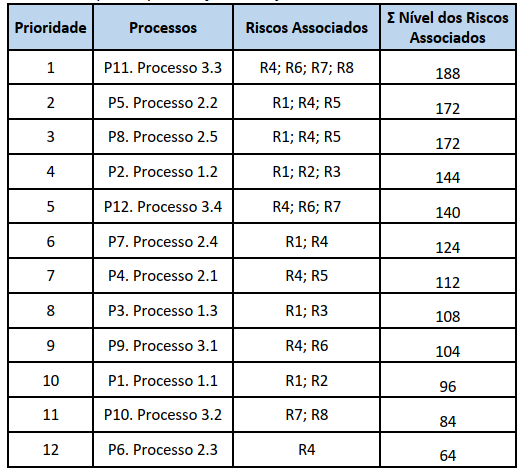 Prioridade Processos Riscos Associados Σ Nível dos Riscos Associados
1 P11. Processo 3.3 R4; R6; R7; R8 188
2 P5. Processo 2.2 R1; R4; R5 172
3 P8. Processo 2.5 R1; R4; R5 172
4 P2. Processo 1.2 R1; R2; R3 144
5 P12. Processo 3.4 R4; R6; R7 140
6 P7. Processo 2.4 R1; R4 124
7 P4. Processo 2.1 R4; R5 112
8 P3. Processo 1.3 R1; R3 108
9 P9. Processo 3.1 R4; R6 104
10 P1. Processo 1.1 R1; R2 96
11 P10. Processo 3.2 R7; R8 84
12 P6. Processo 2.3 R4 64